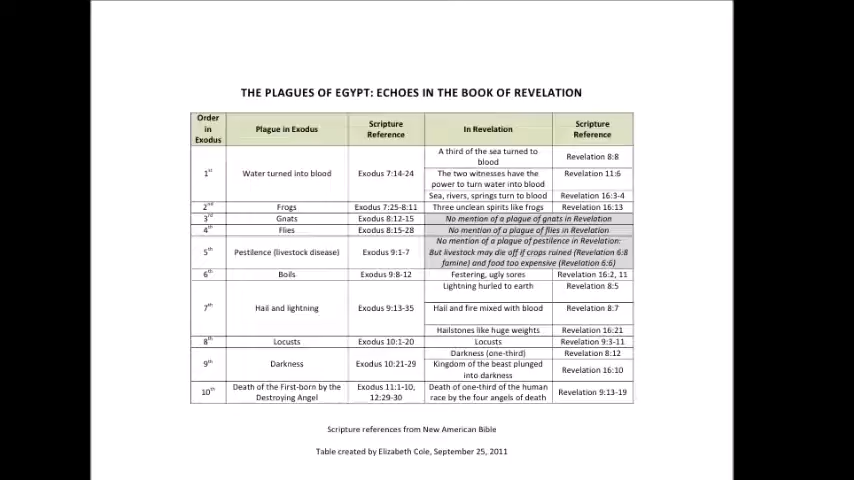 THE PLAGUES OF EGYPT: ECHOES IN THE BOOK OF REVELATION
Order in Exodus Plague in Exodus Scripture Reference In Revelation Scripture Reference
1st Water turned into blood Exodus 7:14-24 A third of the sea turned to blood Revelation 8:8
The two witnesses have the power to turn water into blood Revelation 11:6
Sea, rivers, springs turn to blood Revelation 16:3-4
2nd Frogs Exodus 7:25-8:11 Three unclean spirits like frogs Revelation 16:13
3rd Gnats Exodus 8:12-15 No mention of a plague of gnats in Revelation
4th Flies Exodus 8:15-28 No mention of a plague of flies in Revelation
5th Pestilence (livestock disease) Exodus 9:1-7 No mention of a plague of pestilence in Revelation: But livestock may die off if crops ruined (Revelation 6:8 famine) and food too expensive (Revelation 6:6)
6th Boils Exodus 9:8-12 Festering, ugly sores Revelation 16:2, 11
7th Hail and lightning Exodus 9:13-35 Lightning hurled to earth Revelation 8:5
Hail and fire mixed with blood Revelation 8:7
Hailstones like huge weights Revelation 16:21
8th Locusts Exodus 10:1-20 Locusts Revelation 9:3-11
9th Darkness Exodus 10:21-29 Darkness (one-third) Revelation 8:12
Kingdom of the beast plunged into darkness Revelation 16:10
10th Death of the First-born by the Destroying Angel Exodus 11:1-10, 12:29-30 Death of one-third of the human race by the four angels of death Revelation 9:13-19
Scripture references from New American Bible
Table created by Elizabeth Cole, September 25, 2011